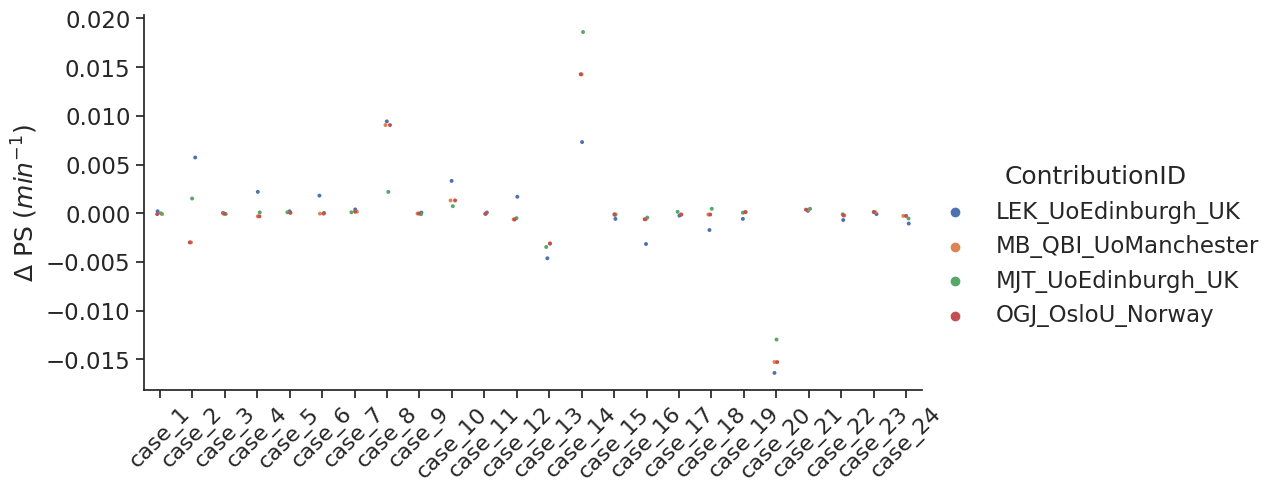 0.020
0.015
0.010
0.005
0.000
−0.005
−0.010
−0.015
Δ PS (min⁻¹)
case_1
case_2
case_3
case_4
case_5
case_6
case_7
case_8
case_9
case_10
case_11
case_12
case_13
case_14
case_15
case_16
case_17
case_18
case_19
case_20
case_21
case_22
case_23
case_24
ContributionID
LEK_UoEdinburgh_UK
MB_QBI_UoManchester
MJT_UoEdinburgh_UK
OGJ_OsloU_Norway